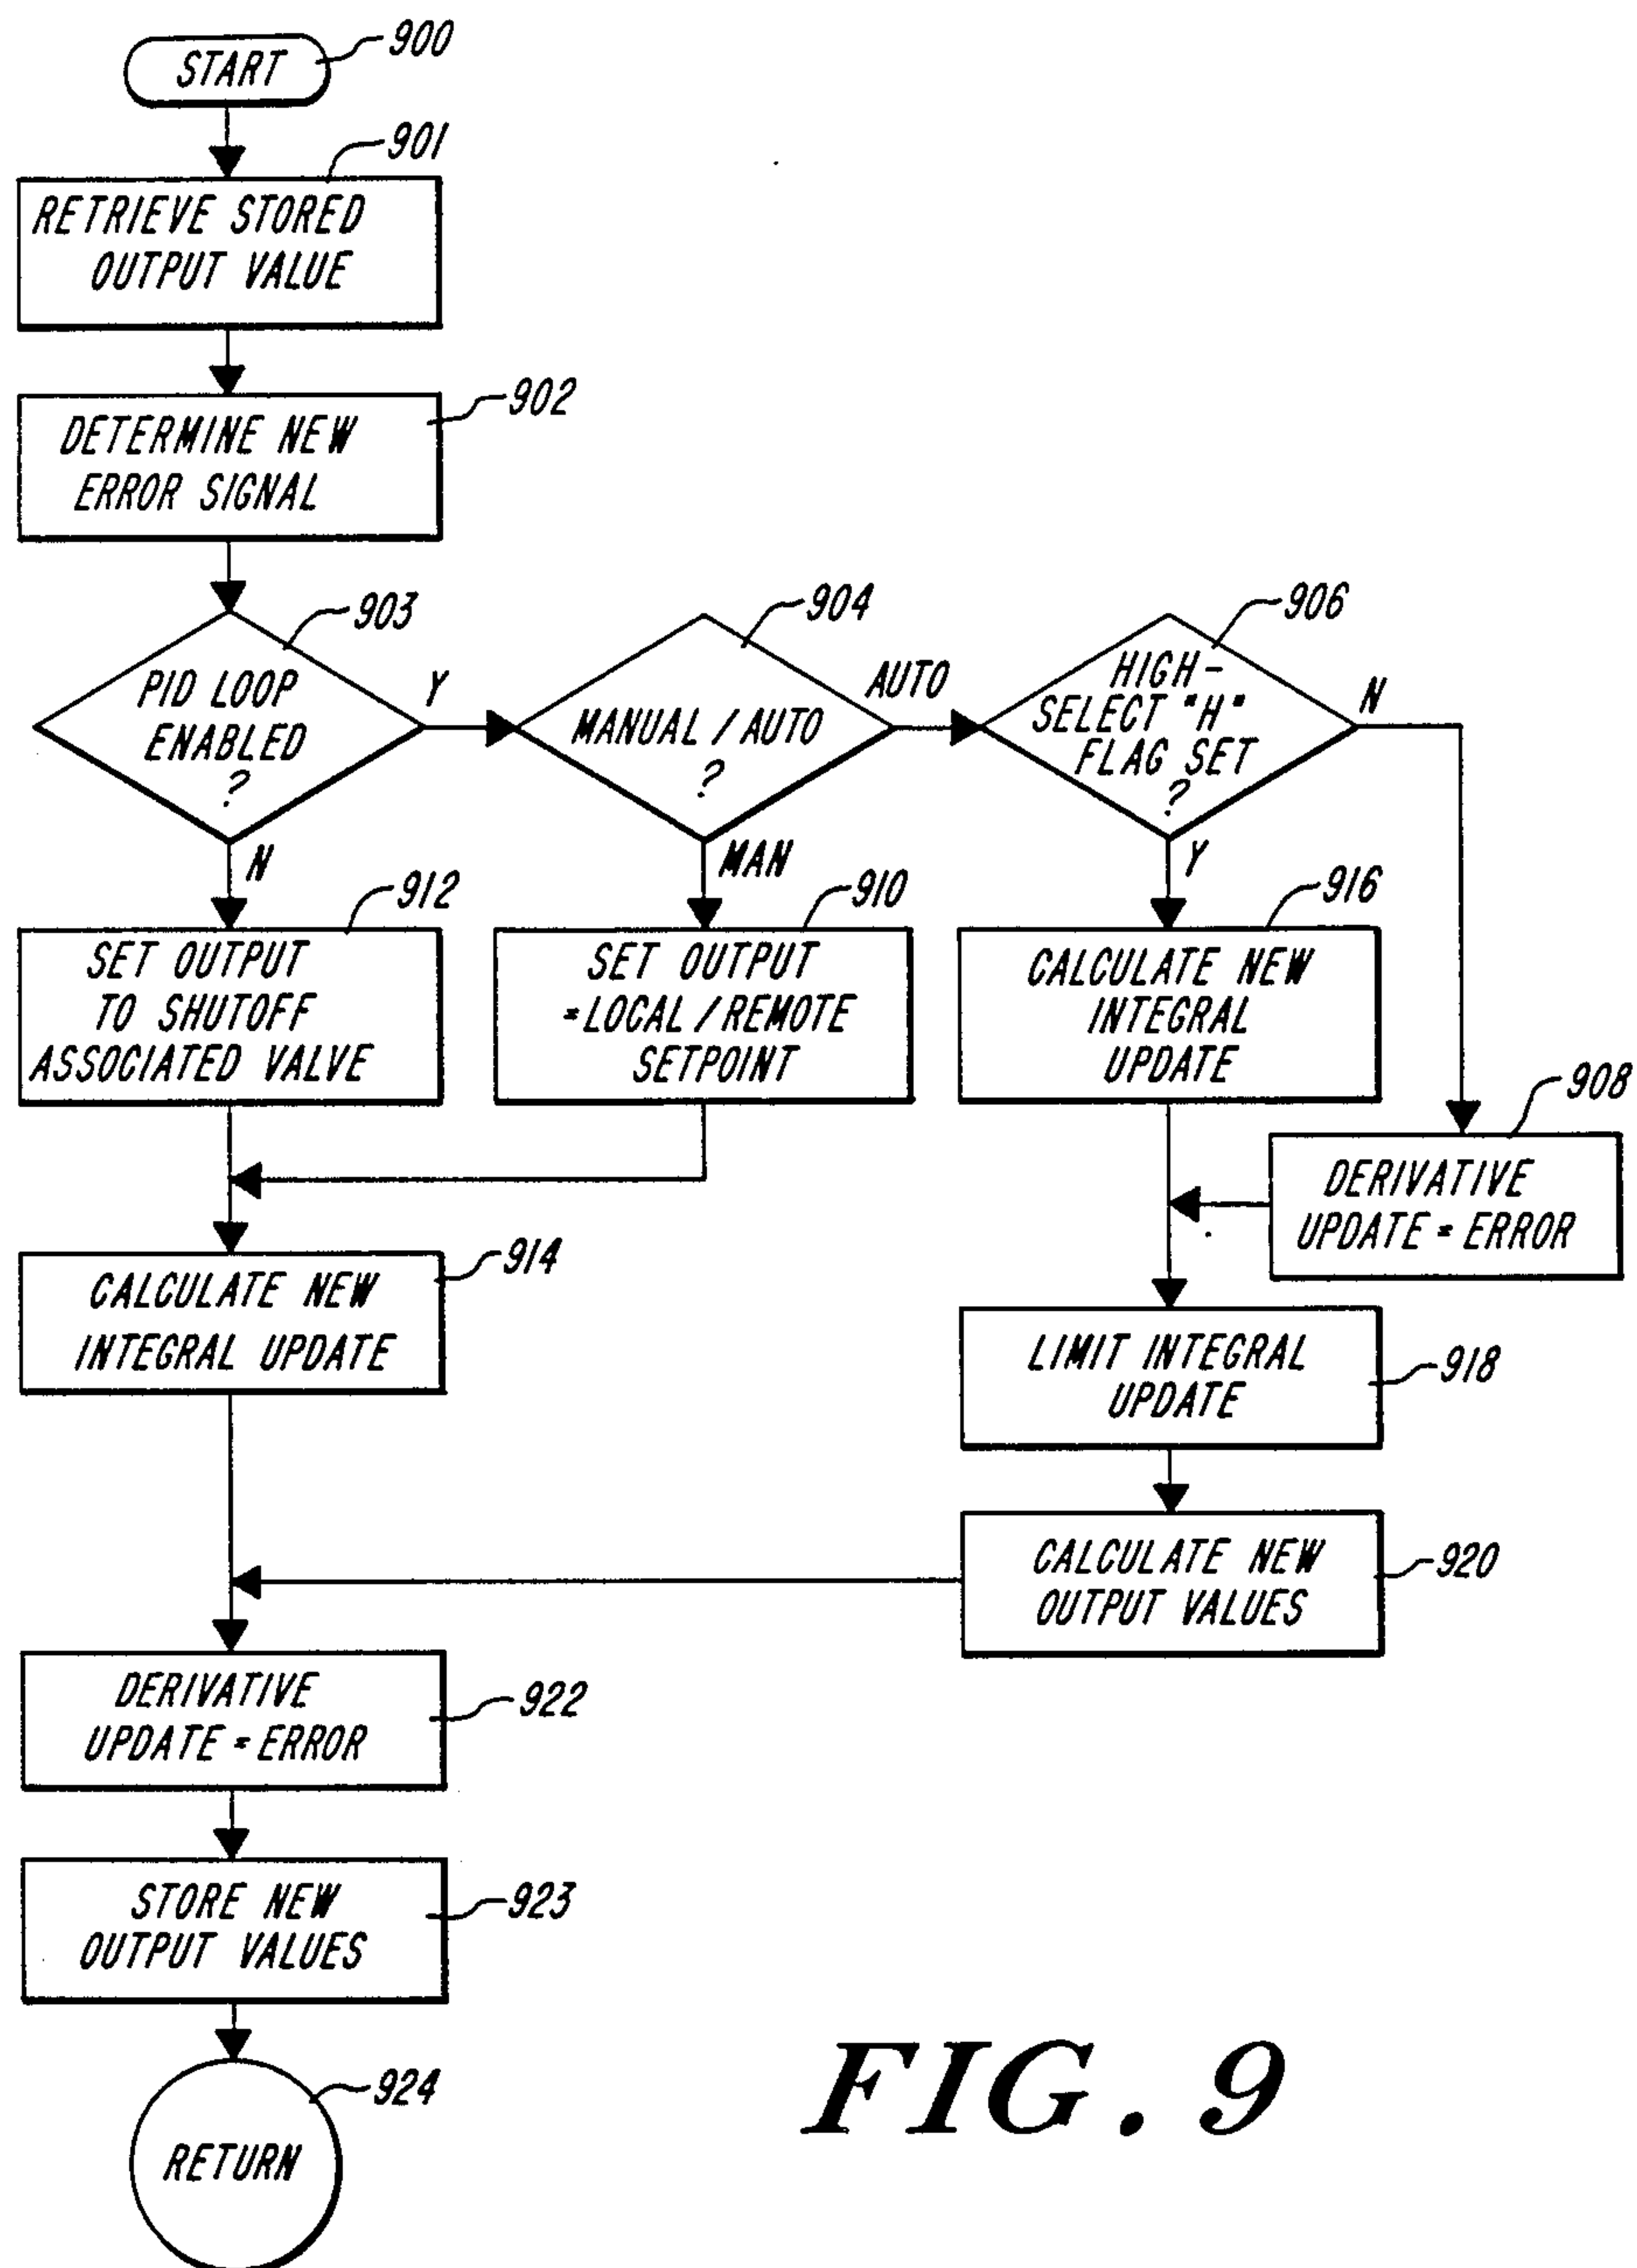 START
900
901
RETRIEVE STORED
OUTPUT VALUE
902
DETERMINE NEW
ERROR SIGNAL
903
PID LOOP
ENABLED
?
Y
N
904
MANUAL / AUTO
?
AUTO
MAN
906
HIGH-
SELECT "H"
FLAG SET
?
N
Y
912
SET OUTPUT
TO SHUTOFF
ASSOCIATED VALVE
910
SET OUTPUT
=LOCAL/REMOTE
SETPOINT
916
CALCULATE NEW
INTEGRAL
UPDATE
908
DERIVATIVE
UPDATE = ERROR
914
CALCULATE NEW
INTEGRAL UPDATE
LIMIT INTEGRAL
UPDATE
918
CALCULATE NEW
OUTPUT VALUES
920
DERIVATIVE
UPDATE = ERROR
922
STORE NEW
OUTPUT VALUES
923
924
RETURN
FIG. 9